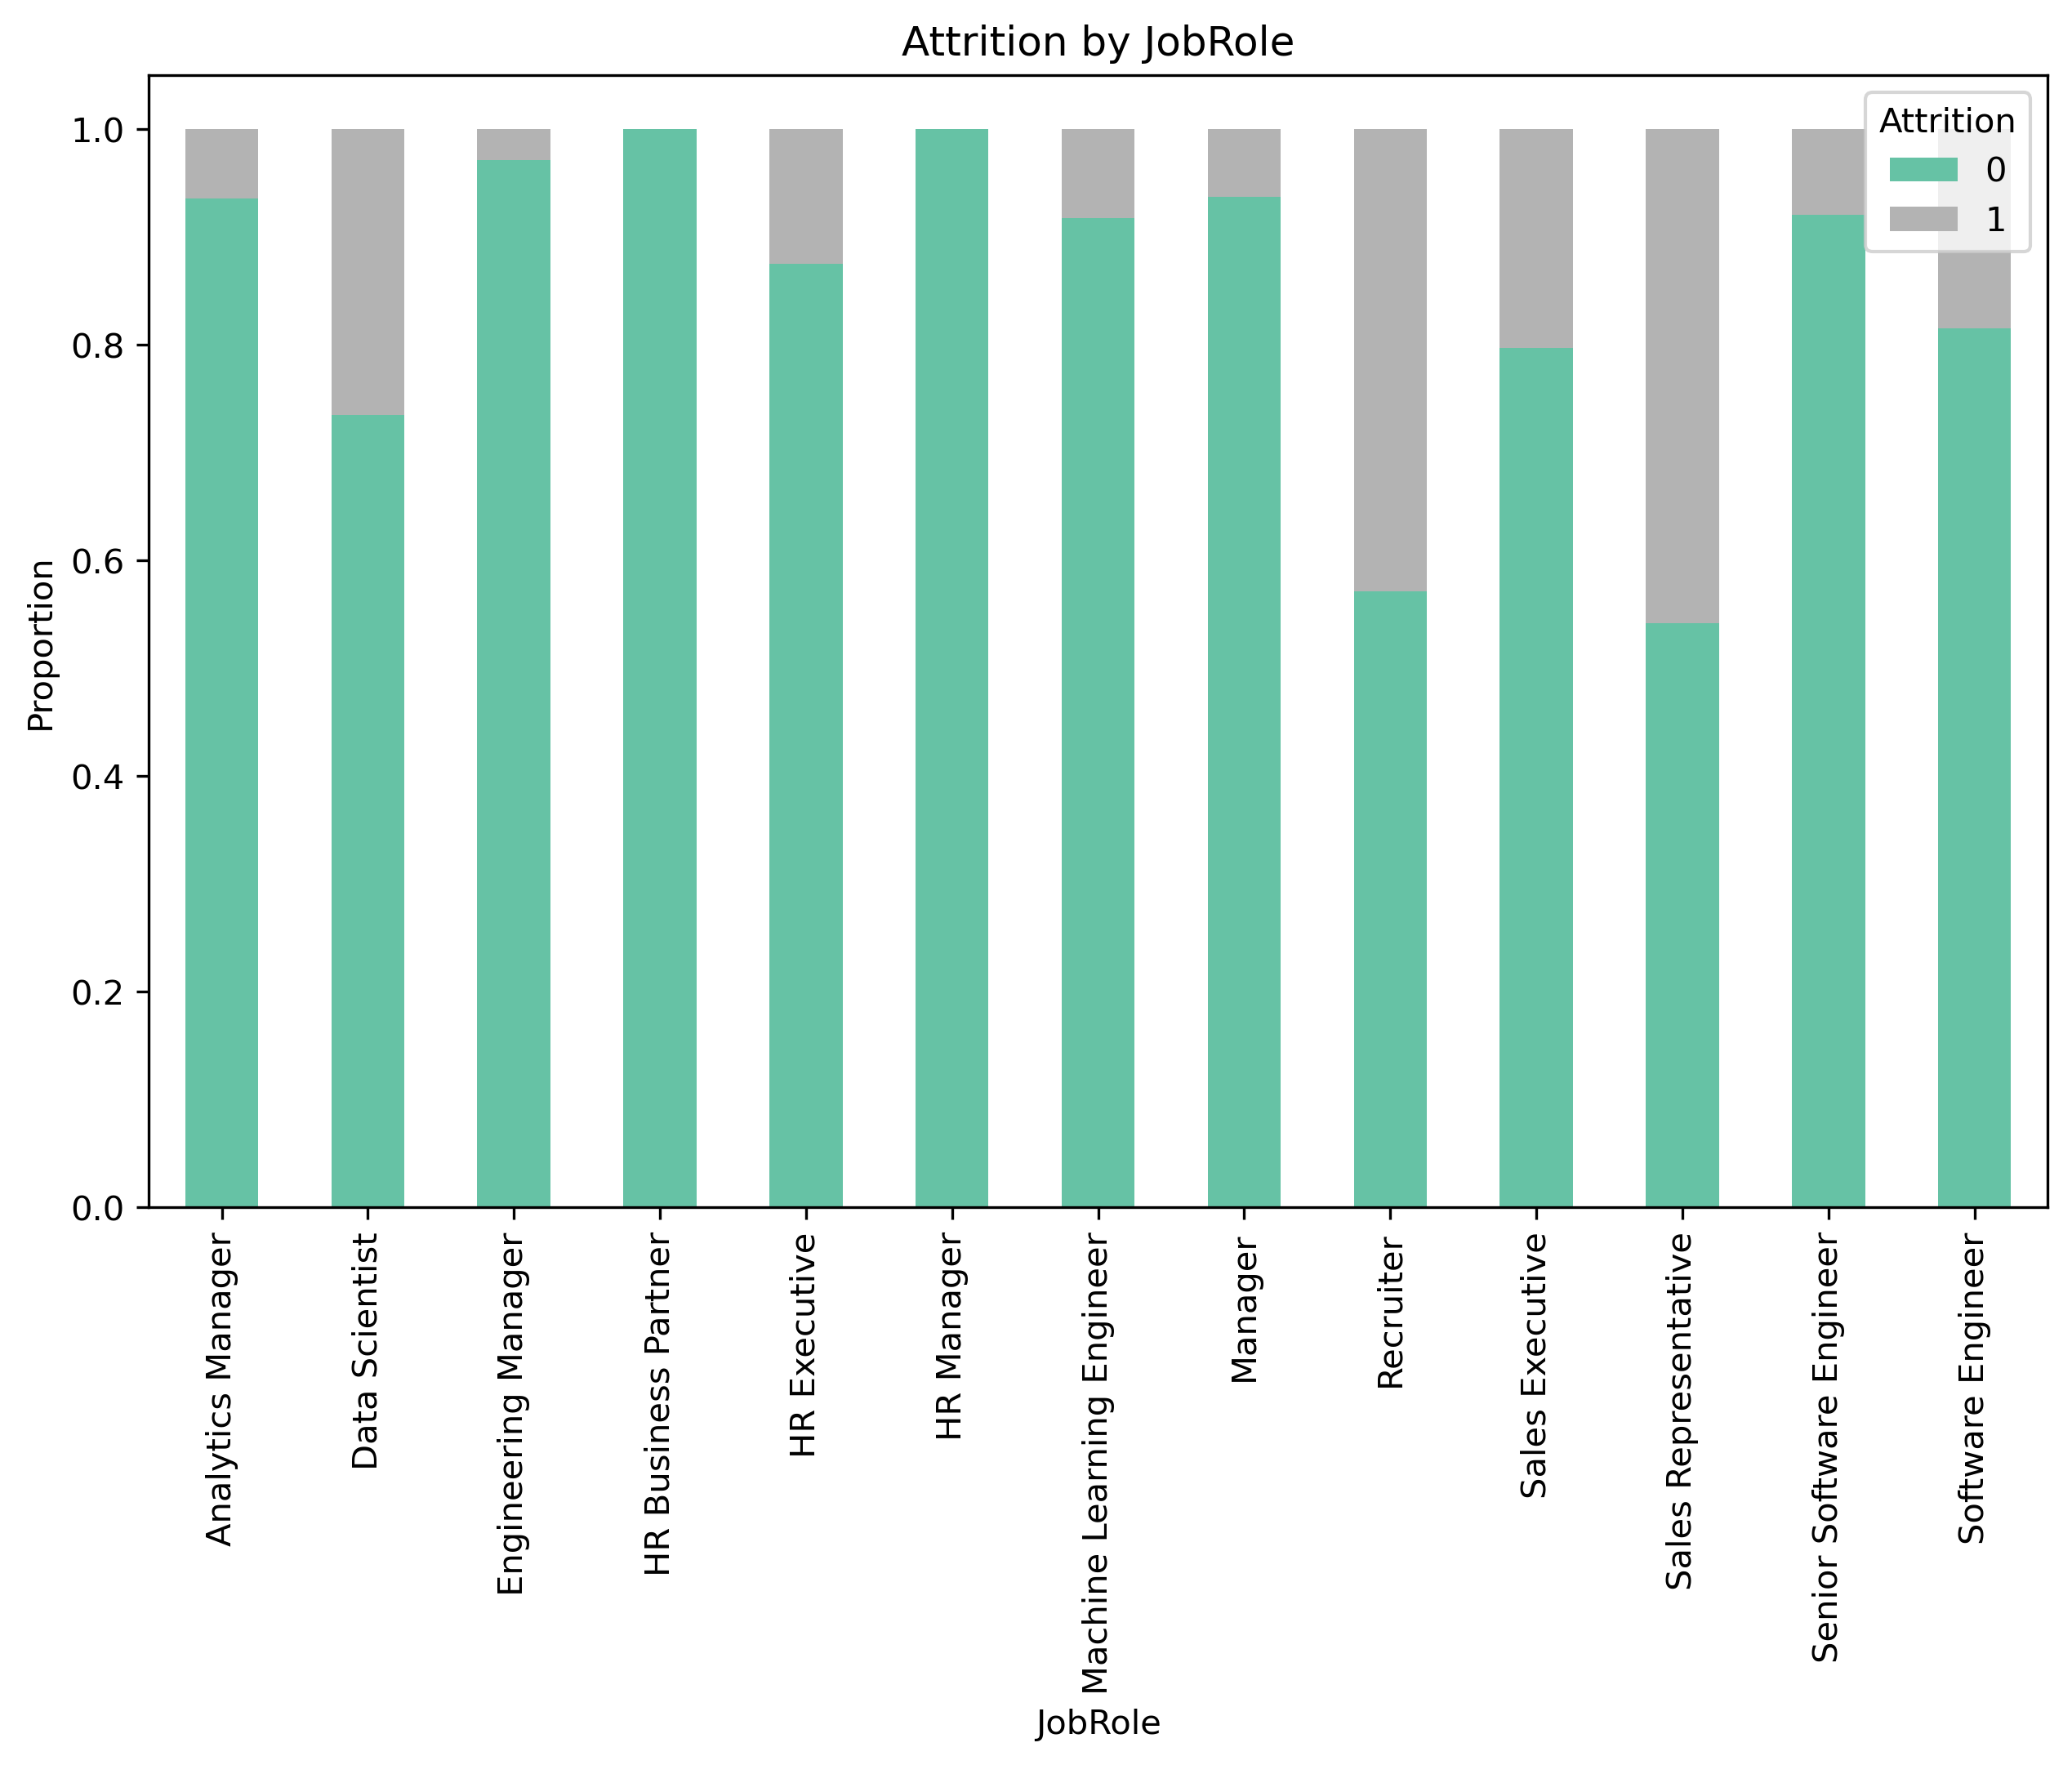 Attrition by JobRole
Attrition
0
1
Proportion
1.0
0.8
0.6
0.4
0.2
0.0
Analytics Manager
Data Scientist
Engineering Manager
HR Business Partner
HR Executive
HR Manager
Machine Learning Engineer
Manager
Recruiter
Sales Executive
Sales Representative
Senior Software Engineer
Software Engineer
JobRole